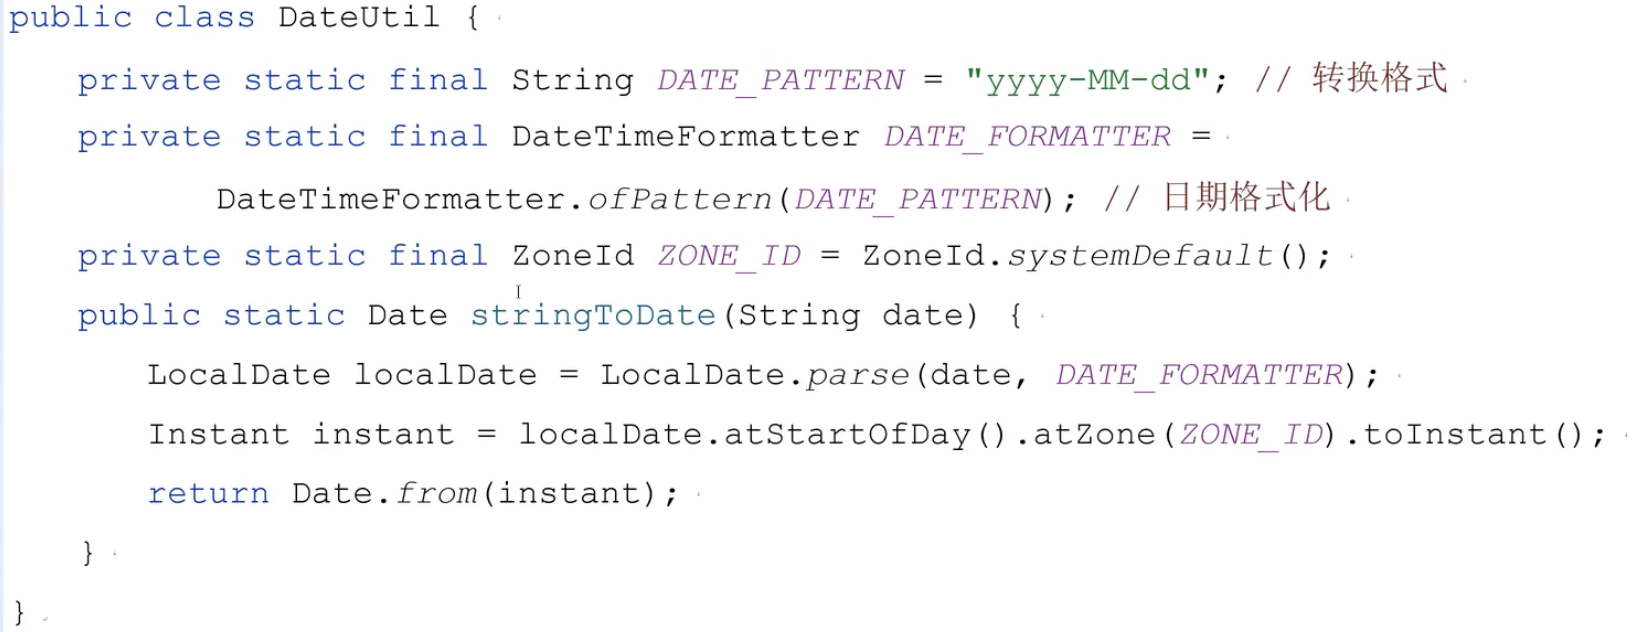 public class DateUtil {
private static final String DATE_PATTERN = "yyyy-MM-dd"; // 转换格式
private static final DateTimeFormatter DATE_FORMATTER =
DateTimeFormatter.ofPattern(DATE_PATTERN); // 日期格式化
private static final ZoneId ZONE_ID = ZoneId.systemDefault();
public static Date stringToDate(String date) {
LocalDate localDate = LocalDate.parse(date, DATE_FORMATTER);
Instant instant = localDate.atStartOfDay().atZone(ZONE_ID).toInstant();
return Date.from(instant);
}
}